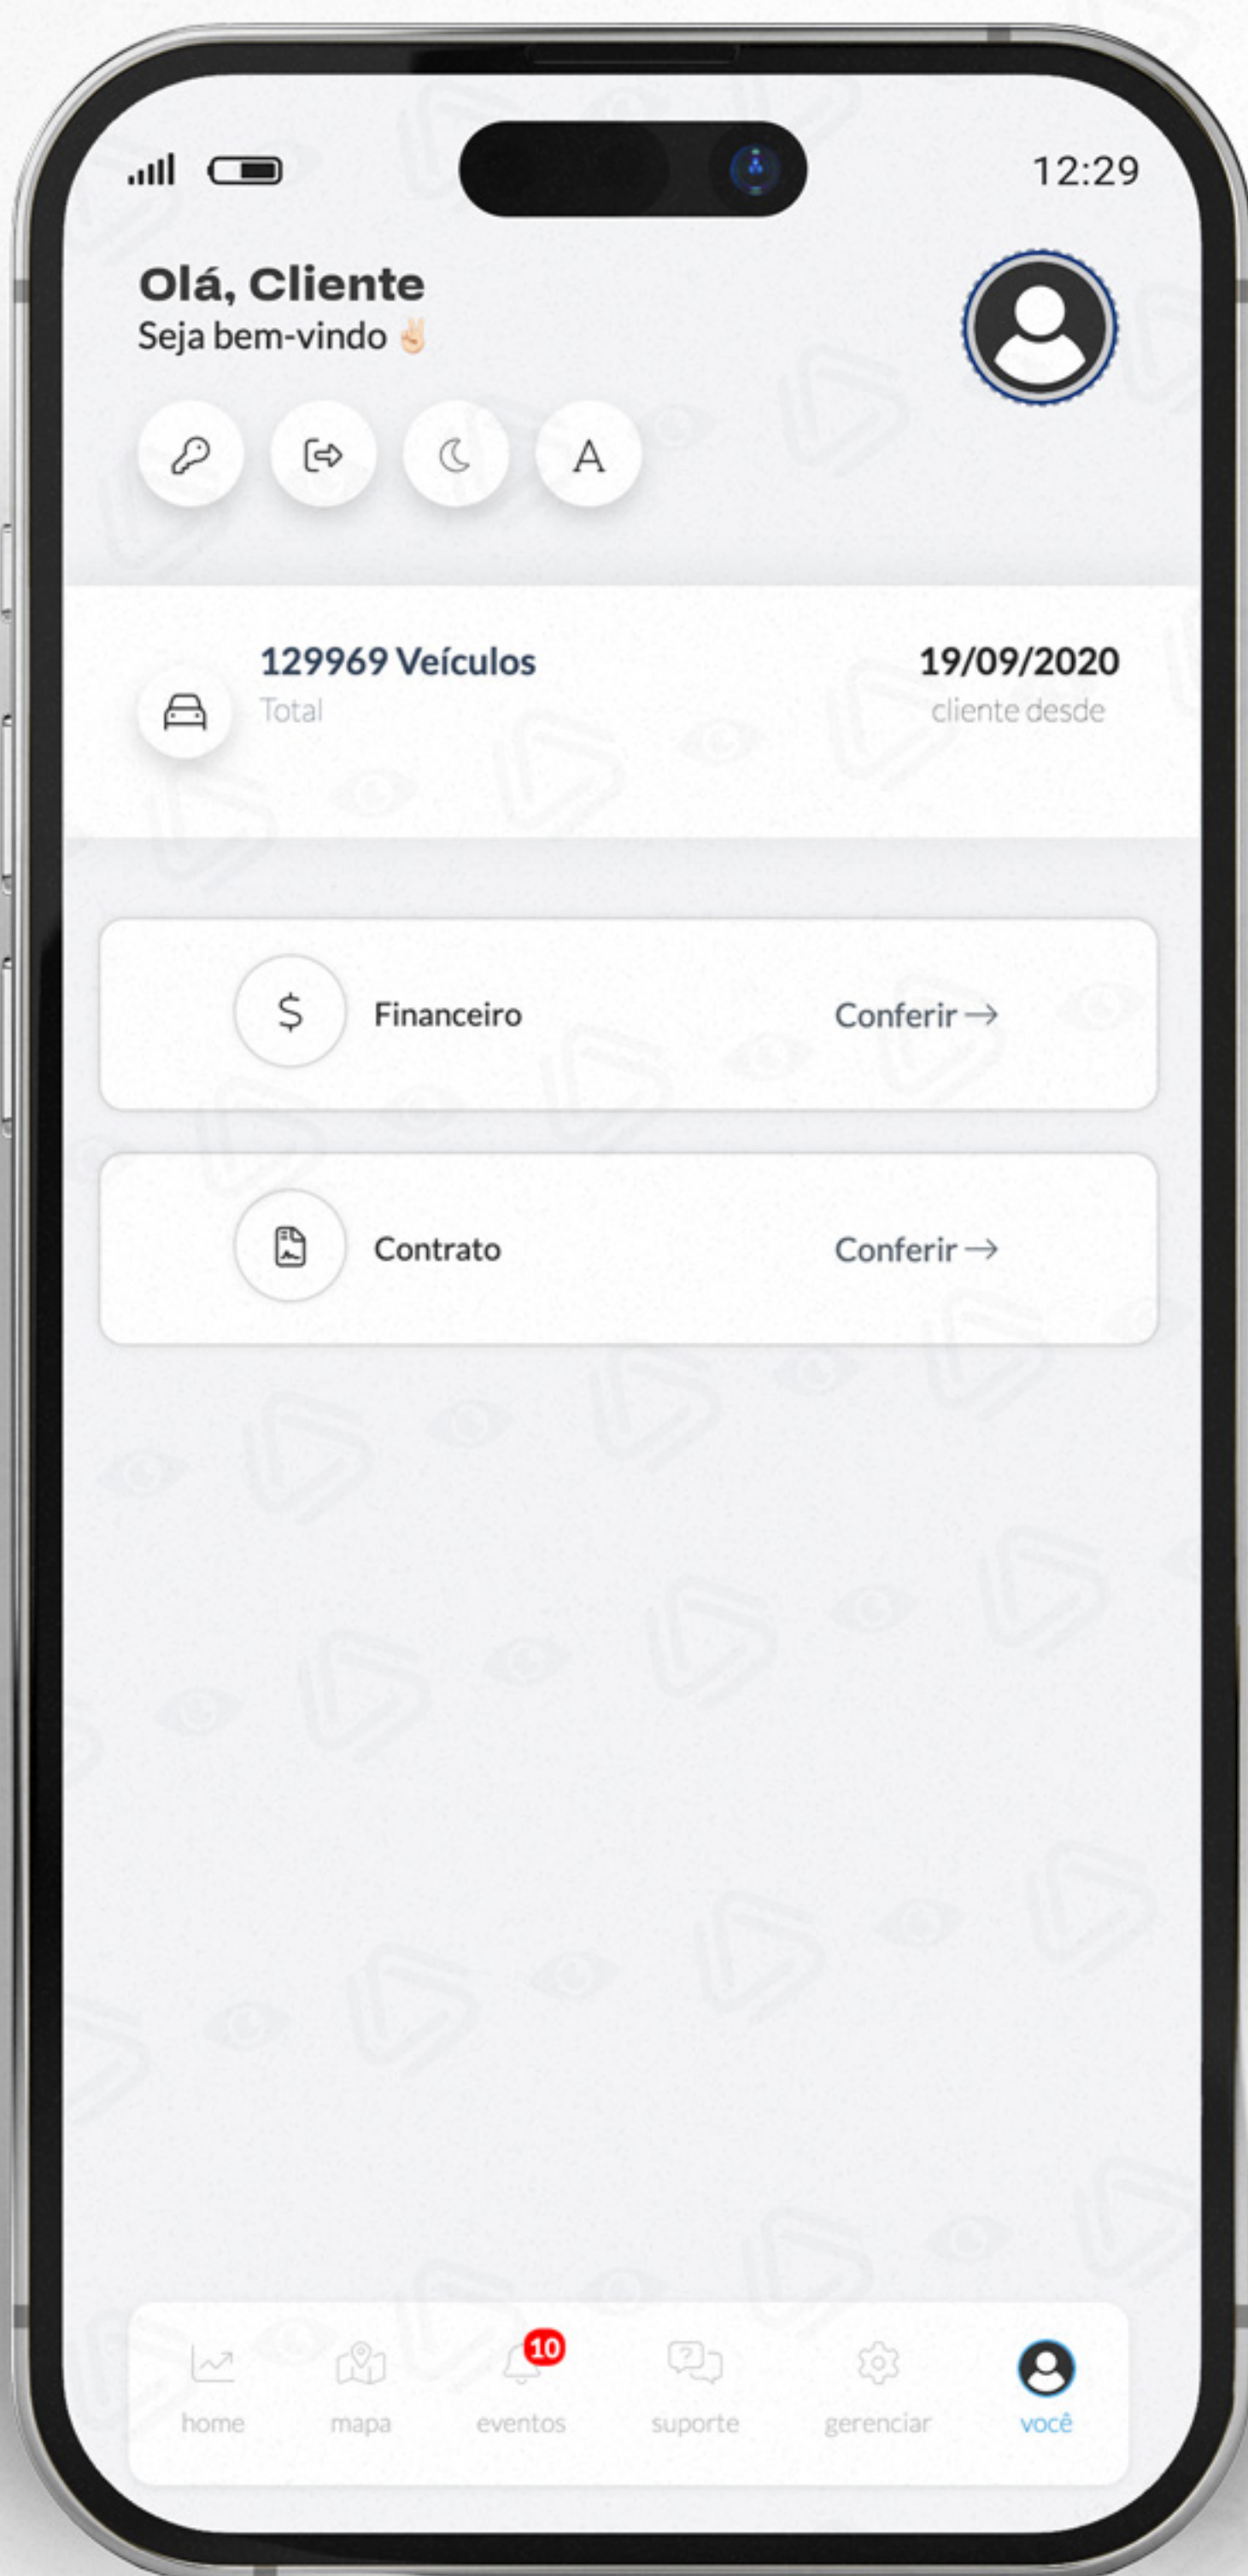 12:29
Olá, Cliente
Seja bem-vindo ✌🏻
A
129969 Veículos
Total
19/09/2020
cliente desde
$ Financeiro
Conferir →
Contrato
Conferir →
10
home
mapa
eventos
suporte
gerenciar
você